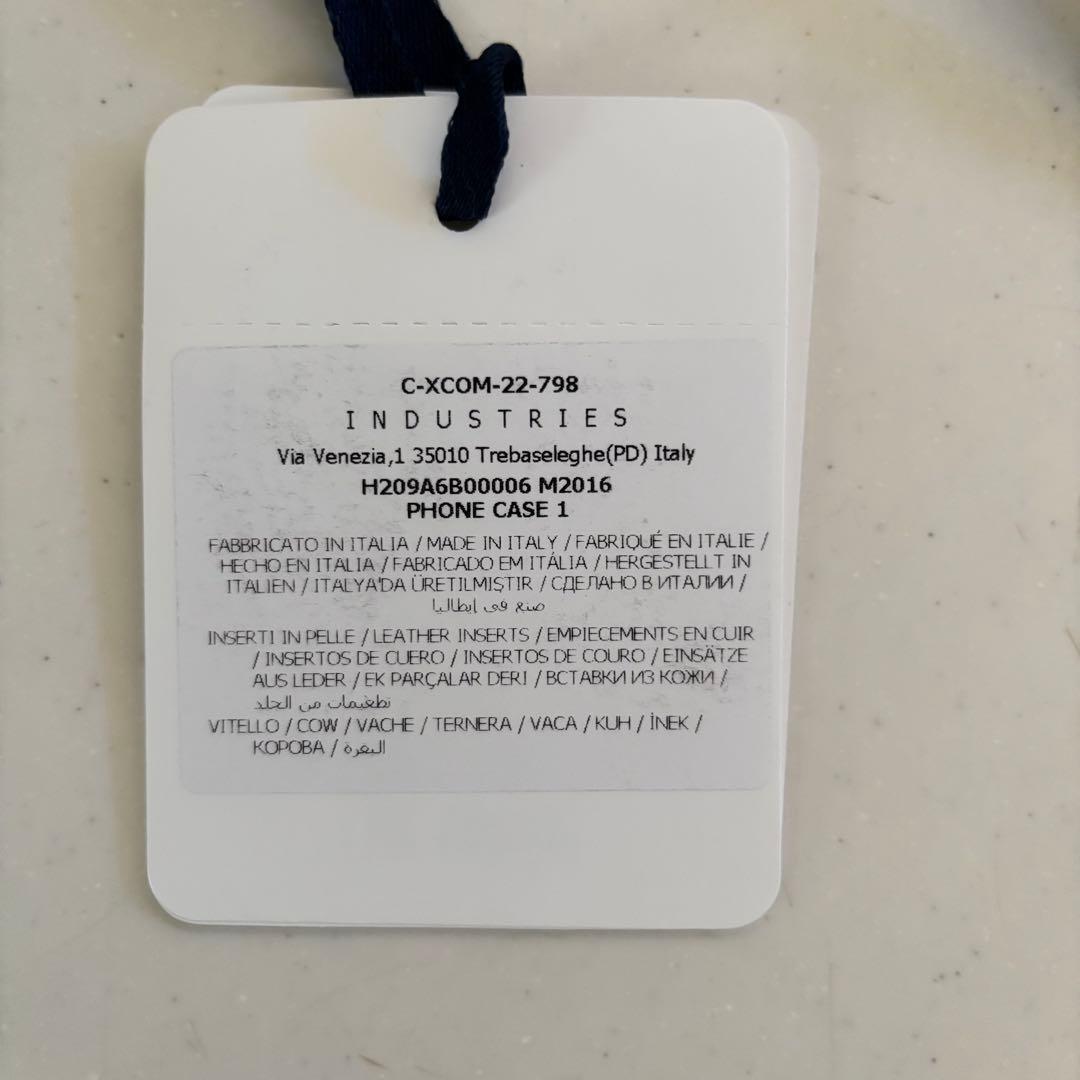 C-XCOM-22-798
INDUSTRIES
Via Venezia,1 35010 Trebaseleghe(PD) Italy
H209A6B00006 M2016
PHONE CASE 1
FABBRICATO IN ITALIA / MADE IN ITALY / FABRIQUÉ EN ITALIE /
HECHO EN ITALIA / FABRICADO EM ITÁLIA / HERGESTELLT IN
ITALIEN / ITALYA'DA ÜRETILMIŞTIR / СДЕЛАНО В ИТАЛИИ /
صنع في إيطاليا
INSERTI IN PELLE / LEATHER INSERTS / EMPIECEMENTS EN CUIR
/ INSERTOS DE CUERO / INSERTOS DE COURO / EINSÄTZE
AUS LEDER / EK PARÇALAR DERI / ВСТАВКИ ИЗ КОЖИ /
تطعيمات من الجلد
VITELLO / COW / VACHE / TERNERA / VACA / KUH / İNEK /
КОРОВА / البقرة